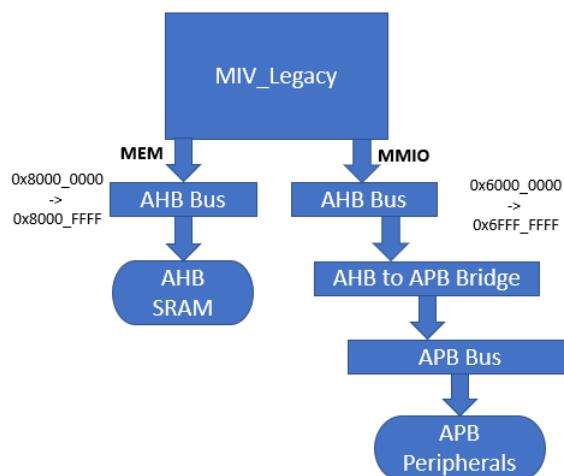 MIV_Legacy
MEM
MMIO
0x8000_0000
->
0x8000_FFFF
AHB Bus
AHB Bus
0x6000_0000
->
0x6FFF_FFFF
AHB
SRAM
AHB to APB Bridge
APB Bus
APB
Peripherals